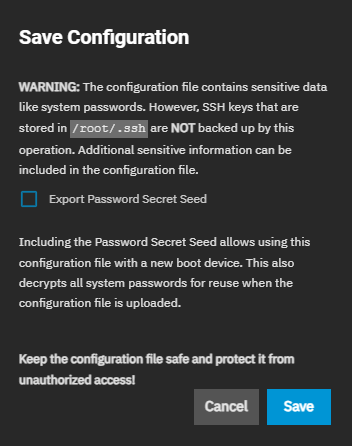 Save Configuration
WARNING: The configuration file contains sensitive data
like system passwords. However, SSH keys that are
stored in /root/.ssh are NOT backed up by this
operation. Additional sensitive information can be
included in the configuration file.
Export Password Secret Seed
Including the Password Secret Seed allows using this
configuration file with a new boot device. This also
decrypts all system passwords for reuse when the
configuration file is uploaded.
Keep the configuration file safe and protect it from
unauthorized access!
Cancel Save